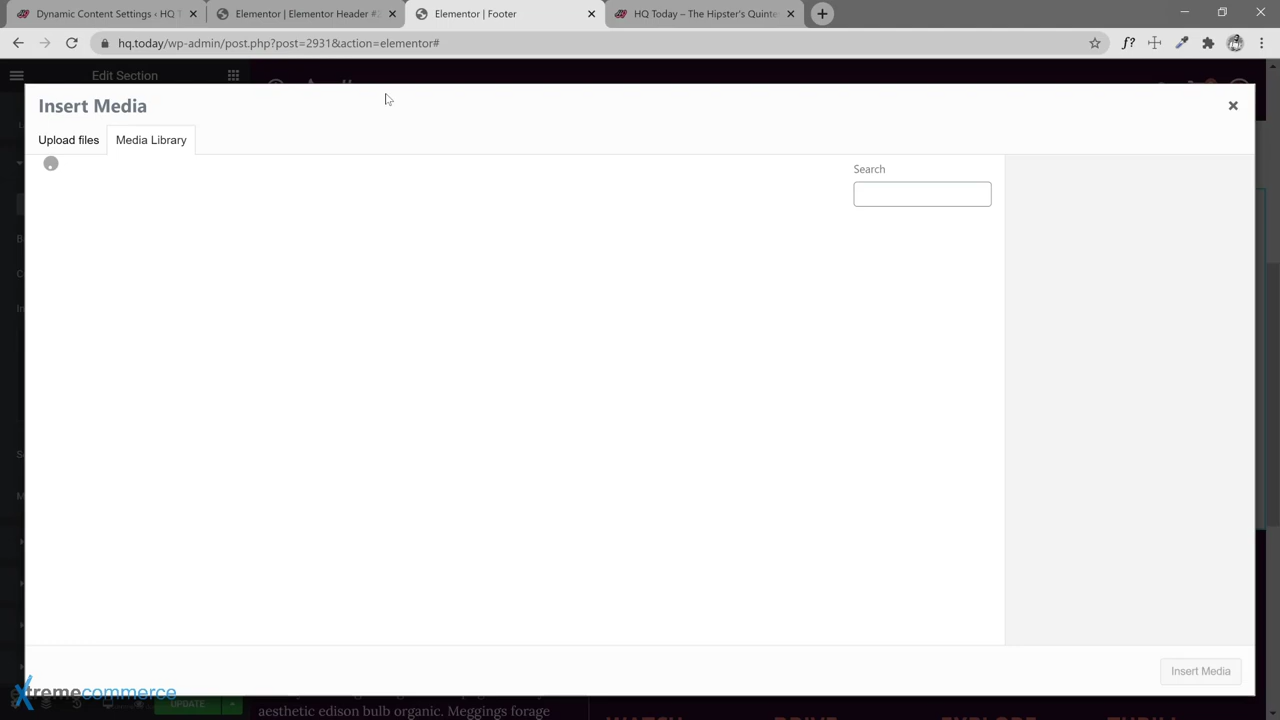 Dynamic Content Settings ‹ HQ T
Elementor | Elementor Header #2
Elementor | Footer
HQ Today – The Hipster's Quinte
hq.today/wp-admin/post.php?post=2931&action=elementor#
Edit Section
Insert Media
Upload files
Media Library
Search
Insert Media
Xtremecommerce
UPDATE
aesthetic edison bulb organic. Meggings forage